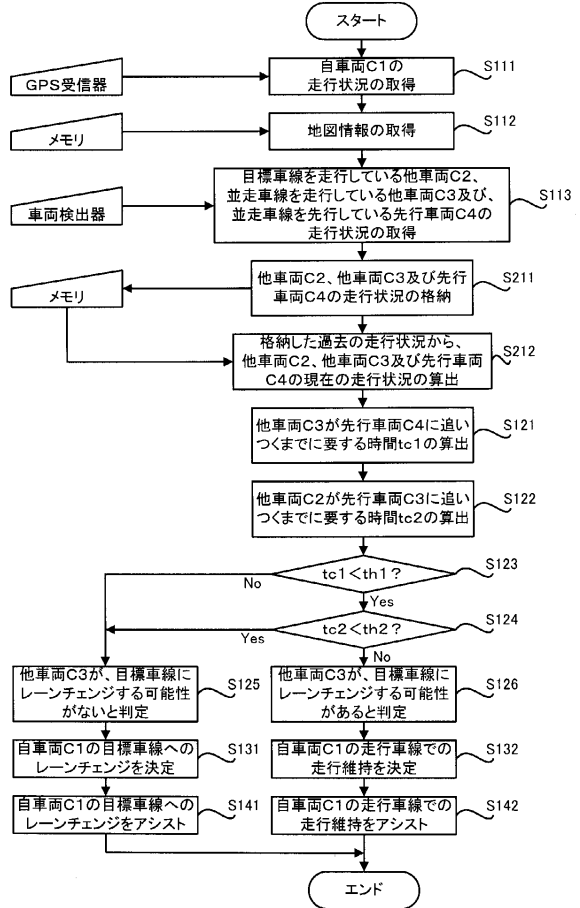 スタート
GPS受信器
自車両C1の
走行状況の取得
S111
メモリ
地図情報の取得
S112
車両検出器
目標車線を走行している他車両C2、
並走車線を走行している他車両C3及び、
並走車線を先行している先行車両C4の
走行状況の取得
S113
メモリ
他車両C2、他車両C3及び先行
車両C4の走行状況の格納
S211
格納した過去の走行状況から、
他車両C2、他車両C3及び先行車両
C4の現在の走行状況の算出
S212
他車両C3が先行車両C4に追い
つくまでに要する時間tc1の算出
S121
他車両C2が先行車両C3に追い
つくまでに要する時間tc2の算出
S122
tc1<th1?
S123
No
Yes
tc2<th2?
S124
Yes
No
他車両C3が、目標車線に
レーンチェンジする可能性
がないと判定
S125
他車両C3が、目標車線に
レーンチェンジする可能性
があると判定
S126
自車両C1の目標車線への
レーンチェンジを決定
S131
自車両C1の走行車線での
走行維持を決定
S132
自車両C1の目標車線への
レーンチェンジをアシスト
S141
自車両C1の走行車線での
走行維持をアシスト
S142
エンド